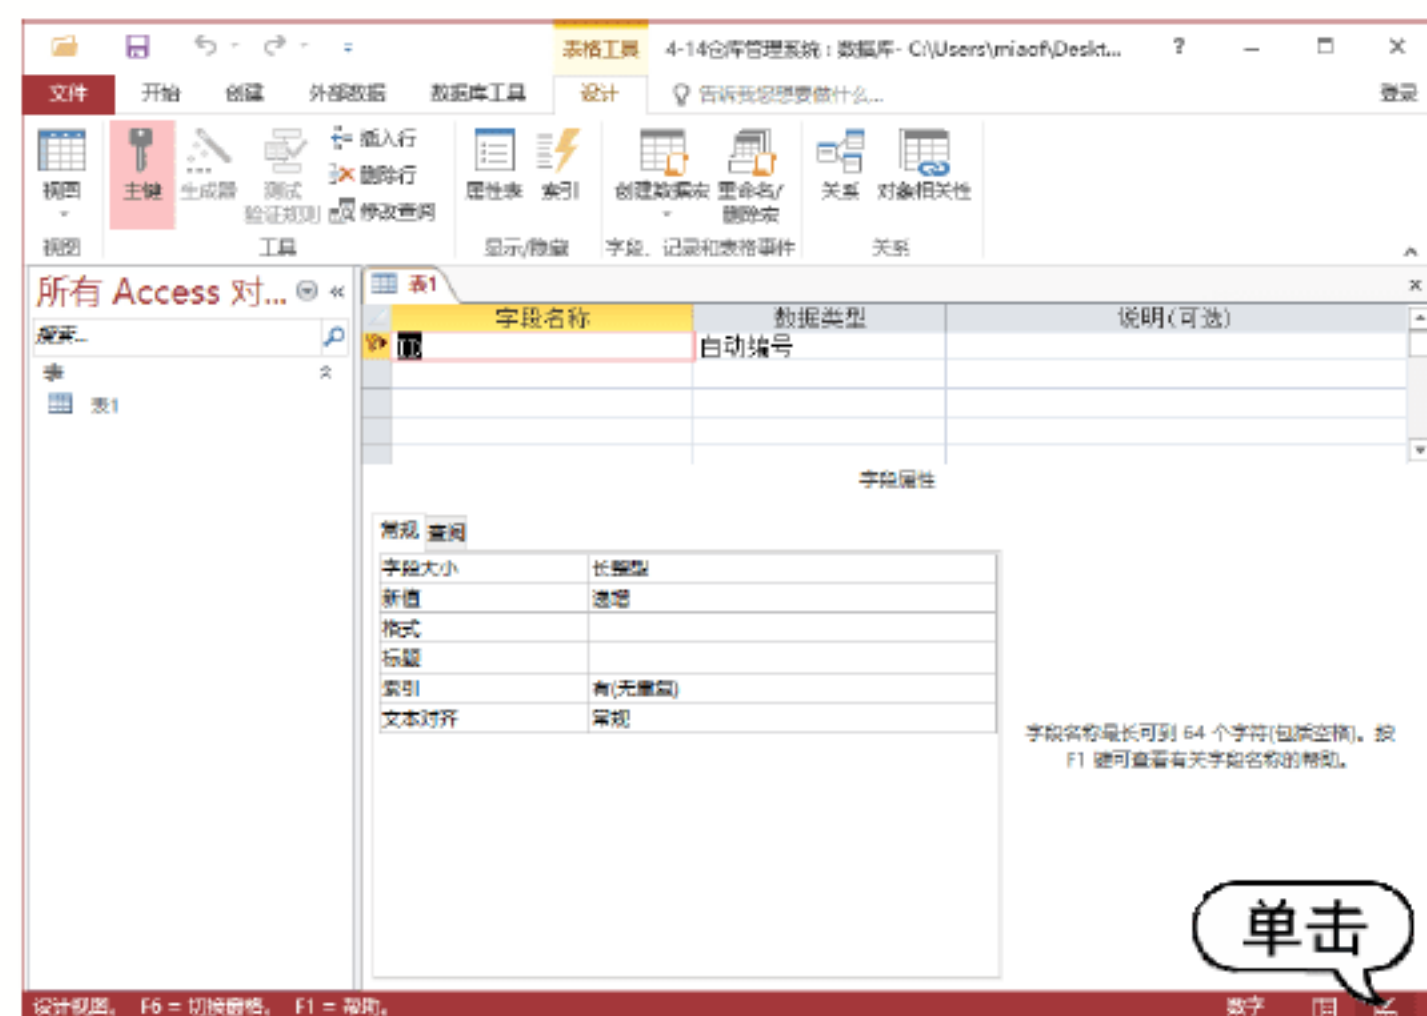 表格工具 4-14仓库管理系统 : 数据库- C:\Users\miaof\Deskt... ?
文件 开始 创建 外部数据 数据库工具 设计 告诉我您想要做什么... 登录
视图 主键 生成器 测试验证规则 插入行 删除行 修改查阅 属性表 索引 创建数据宏 重命名/删除宏 关系 对象相关性
视图 工具 显示/隐藏 字段、记录和表格事件 关系
所有 Access 对... «
表1
搜索...
字段名称 数据类型 说明(可选)
ID 自动编号
表
表1
字段属性
常规 查阅
字段大小 长整型
新值 递增
格式
标题
索引 有(无重复)
文本对齐 常规
字段名称最长可到 64 个字符(包括空格)。按
F1 键可查看有关字段名称的帮助。
单击
设计视图。 F6 = 切换窗格。 F1 = 帮助。 数字